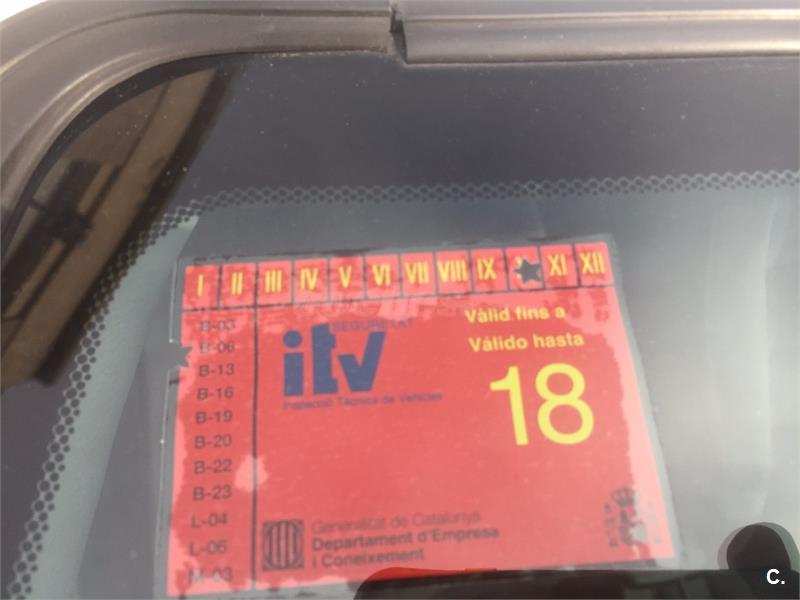 I II III IV V VI VII VIII IX XI XII
B-03
B-06
B-13
B-16
B-19
B-20
B-22
B-23
L-04
L-06
M-03
SEGURETAT
itv
Inspecció Tècnica de Vehicles
Vàlid fins a
Válido hasta
18
Generalitat de Catalunya
Departament d'Empresa
i Coneixement
C.